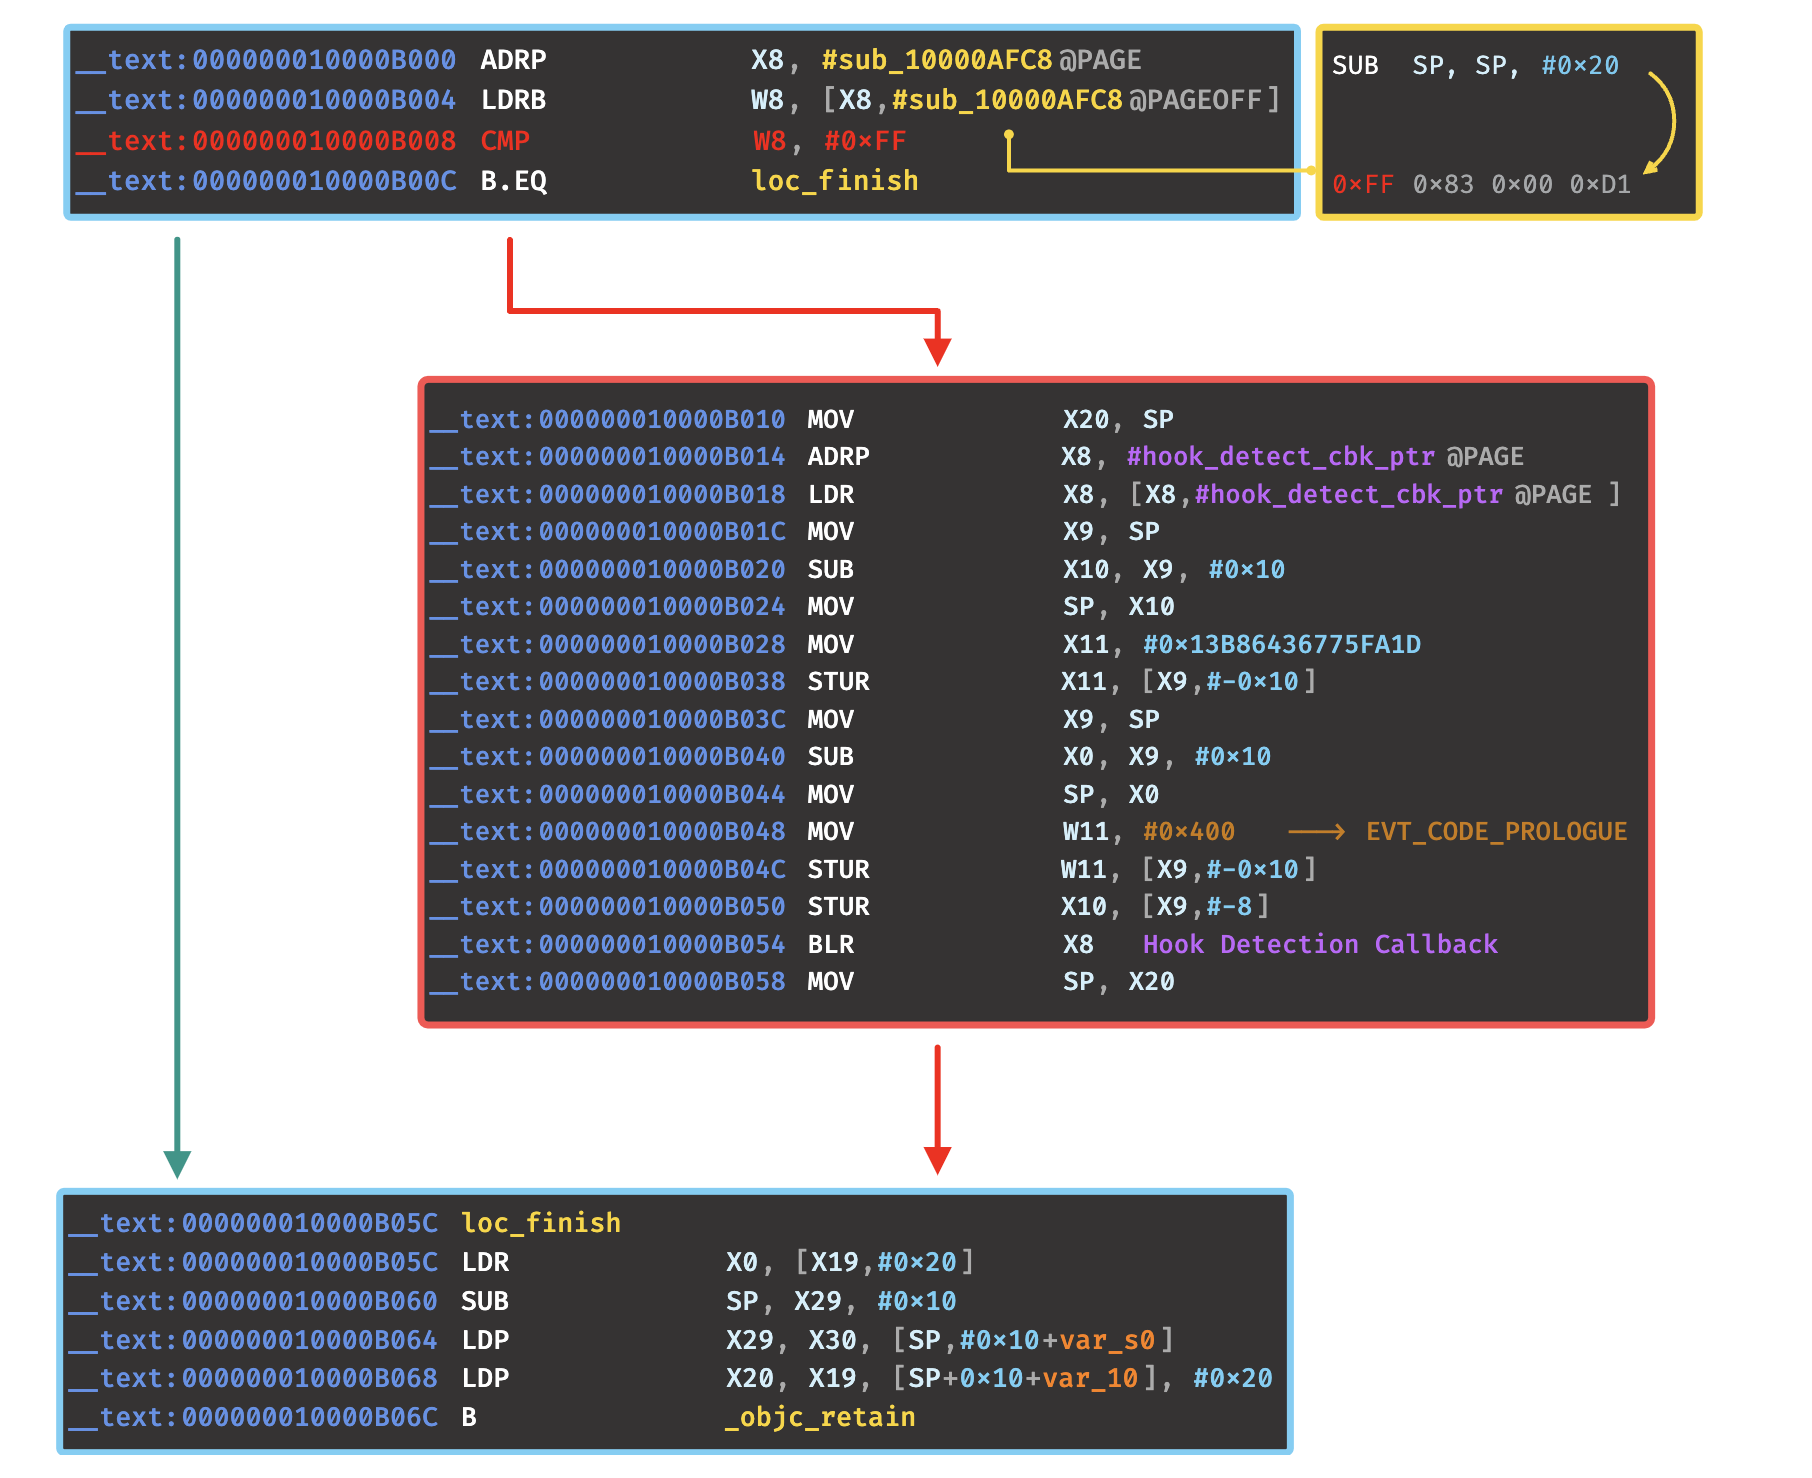 __text:000000010000B000 ADRP X8, #sub_10000AFC8@PAGE
__text:000000010000B004 LDRB W8, [X8,#sub_10000AFC8@PAGEOFF]
__text:000000010000B008 CMP W8, #0×FF
__text:000000010000B00C B.EQ loc_finish
SUB SP, SP, #0×20
0×FF 0×83 0×00 0×D1
__text:000000010000B010 MOV X20, SP
__text:000000010000B014 ADRP X8, #hook_detect_cbk_ptr @PAGE
__text:000000010000B018 LDR X8, [X8,#hook_detect_cbk_ptr @PAGE ]
__text:000000010000B01C MOV X9, SP
__text:000000010000B020 SUB X10, X9, #0×10
__text:000000010000B024 MOV SP, X10
__text:000000010000B028 MOV X11, #0×13B86436775FA1D
__text:000000010000B038 STUR X11, [X9,#-0×10]
__text:000000010000B03C MOV X9, SP
__text:000000010000B040 SUB X0, X9, #0×10
__text:000000010000B044 MOV SP, X0
__text:000000010000B048 MOV W11, #0×400 ⟶ EVT_CODE_PROLOGUE
__text:000000010000B04C STUR W11, [X9,#-0×10]
__text:000000010000B050 STUR X10, [X9,#-8]
__text:000000010000B054 BLR X8 Hook Detection Callback
__text:000000010000B058 MOV SP, X20
__text:000000010000B05C loc_finish
__text:000000010000B05C LDR X0, [X19,#0×20]
__text:000000010000B060 SUB SP, X29, #0×10
__text:000000010000B064 LDP X29, X30, [SP,#0×10+var_s0]
__text:000000010000B068 LDP X20, X19, [SP+0×10+var_10], #0×20
__text:000000010000B06C B _objc_retain